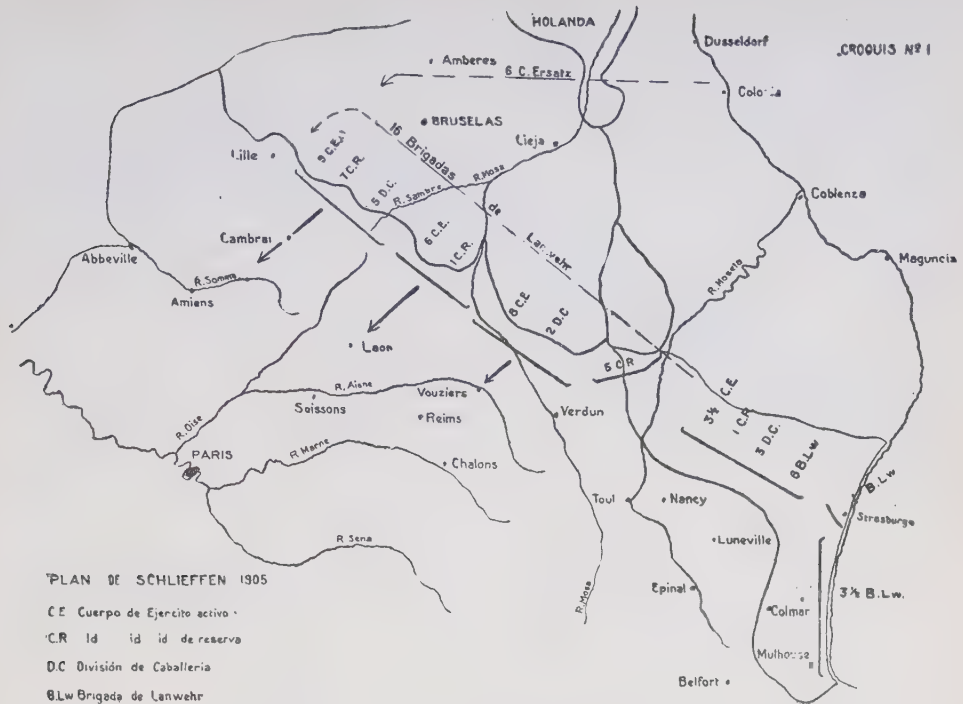 HOLANDA
Dusseldorf
CROQUIS Nº 1
Amberes
6 C. Ersatz
Colonia
BRUSELAS
16 Brigadas de Lanwehr
Lieja
Lille
9 C.E.
7 C.R.
5 D.C.
R. Sambre
R. Mosa
6 C.E.
1 C.R.
Coblenza
Cambrai
Abbeville
Maguncia
R. Somme
Amiens
R. Mosela
8 C.E
2 D.C
Laon
5 C.R
R. Aisne
Vouziers
Soissons
Reims
Verdun
3½ C.E.
1 C.R
3 D.C.
6 B.Lw
R. Oise
PARIS
R. Marne
Chalons
B.Lw
Toul
Nancy
Strasburgo
Luneville
R. Sena
PLAN DE SCHLIEFFEN 1905
R. Mosa
Epinal
C.E Cuerpo de Ejercito activo
3½ B.Lw.
Colmar
C.R Id id id de reserva
D.C División de Caballeria
Mulhouse
B.Lw Brigada de Lanwehr
Belfort